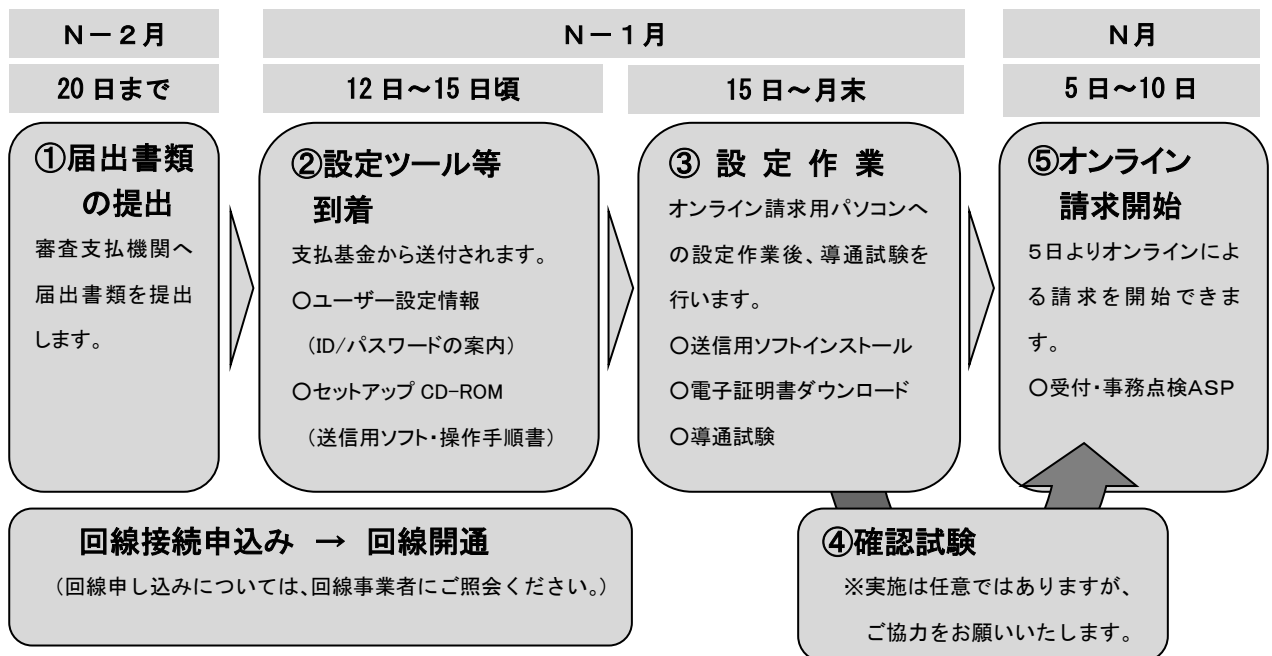 N－2月
N－1月
N月
20日まで
12日～15日頃
15日～月末
5日～10日
①届出書類
の提出
審査支払機関へ
届出書類を提出
します。
②設定ツール等
到着
支払基金から送付されます。
○ユーザー設定情報
（ID/パスワードの案内）
○セットアップCD-ROM
（送信用ソフト・操作手順書）
③設定作業
オンライン請求用パソコンへ
の設定作業後、導通試験を
行います。
○送信用ソフトインストール
○電子証明書ダウンロード
○導通試験
⑤オンライン
請求開始
５日よりオンラインによ
る請求を開始できま
す。
○受付・事務点検ASP
回線接続申込み → 回線開通
（回線申し込みについては、回線事業者にご照会ください。）
④確認試験
※実施は任意ではありますが、
ご協力をお願いいたします。